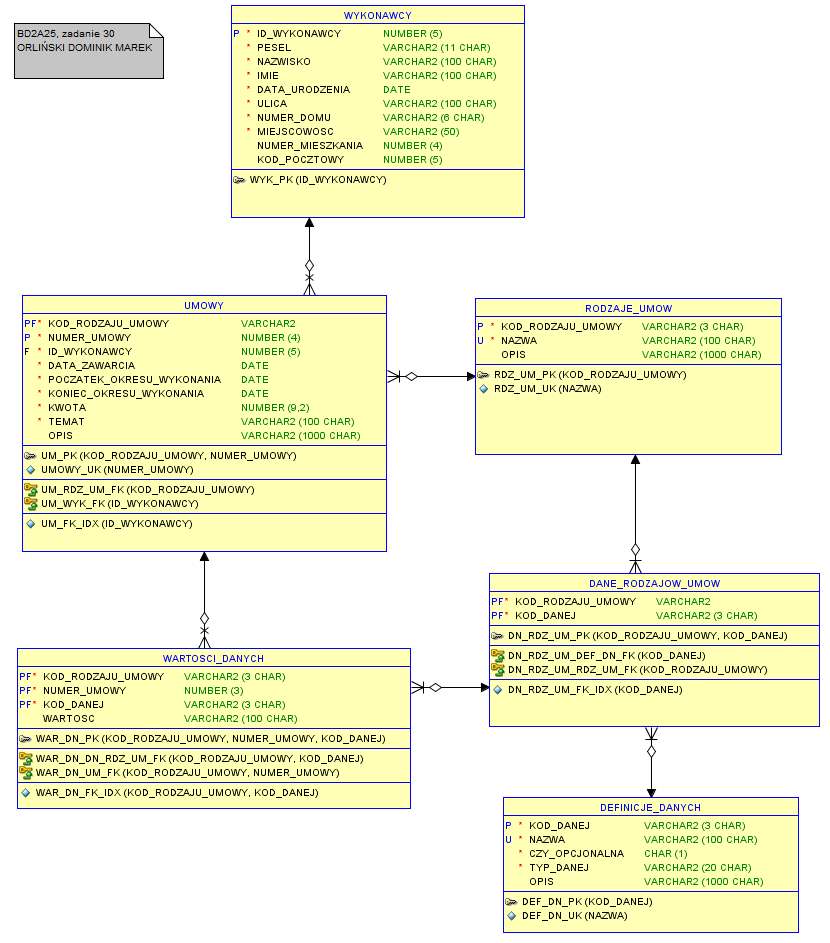 BD2A25, zadanie 30
ORLIŃSKI DOMINIK MAREK
WYKONAWCY
P * ID_WYKONAWCY NUMBER (5)
* PESEL VARCHAR2 (11 CHAR)
* NAZWISKO VARCHAR2 (100 CHAR)
* IMIE VARCHAR2 (100 CHAR)
* DATA_URODZENIA DATE
* ULICA VARCHAR2 (100 CHAR)
* NUMER_DOMU VARCHAR2 (6 CHAR)
* MIEJSCOWOSC VARCHAR2 (50)
NUMER_MIESZKANIA NUMBER (4)
KOD_POCZTOWY NUMBER (5)
WYK_PK (ID_WYKONAWCY)
UMOWY
PF* KOD_RODZAJU_UMOWY VARCHAR2
P * NUMER_UMOWY NUMBER (4)
F * ID_WYKONAWCY NUMBER (5)
* DATA_ZAWARCIA DATE
* POCZATEK_OKRESU_WYKONANIA DATE
* KONIEC_OKRESU_WYKONANIA DATE
* KWOTA NUMBER (9,2)
* TEMAT VARCHAR2 (100 CHAR)
OPIS VARCHAR2 (1000 CHAR)
UM_PK (KOD_RODZAJU_UMOWY, NUMER_UMOWY)
UMOWY_UK (NUMER_UMOWY)
UM_RDZ_UM_FK (KOD_RODZAJU_UMOWY)
UM_WYK_FK (ID_WYKONAWCY)
UM_FK_IDX (ID_WYKONAWCY)
RODZAJE_UMOW
P * KOD_RODZAJU_UMOWY VARCHAR2 (3 CHAR)
U * NAZWA VARCHAR2 (100 CHAR)
OPIS VARCHAR2 (1000 CHAR)
RDZ_UM_PK (KOD_RODZAJU_UMOWY)
RDZ_UM_UK (NAZWA)
DANE_RODZAJOW_UMOW
PF* KOD_RODZAJU_UMOWY VARCHAR2
PF* KOD_DANEJ VARCHAR2 (3 CHAR)
DN_RDZ_UM_PK (KOD_RODZAJU_UMOWY, KOD_DANEJ)
DN_RDZ_UM_DEF_DN_FK (KOD_DANEJ)
DN_RDZ_UM_RDZ_UM_FK (KOD_RODZAJU_UMOWY)
DN_RDZ_UM_FK_IDX (KOD_DANEJ)
WARTOSCI_DANYCH
PF* KOD_RODZAJU_UMOWY VARCHAR2 (3 CHAR)
PF* NUMER_UMOWY NUMBER (3)
PF* KOD_DANEJ VARCHAR2 (3 CHAR)
WARTOSC VARCHAR2 (100 CHAR)
WAR_DN_PK (KOD_RODZAJU_UMOWY, NUMER_UMOWY, KOD_DANEJ)
WAR_DN_DN_RDZ_UM_FK (KOD_RODZAJU_UMOWY, KOD_DANEJ)
WAR_DN_UM_FK (KOD_RODZAJU_UMOWY, NUMER_UMOWY)
WAR_DN_FK_IDX (KOD_RODZAJU_UMOWY, KOD_DANEJ)
DEFINICJE_DANYCH
P * KOD_DANEJ VARCHAR2 (3 CHAR)
U * NAZWA VARCHAR2 (100 CHAR)
* CZY_OPCJONALNA CHAR (1)
* TYP_DANEJ VARCHAR2 (20 CHAR)
OPIS VARCHAR2 (1000 CHAR)
DEF_DN_PK (KOD_DANEJ)
DEF_DN_UK (NAZWA)